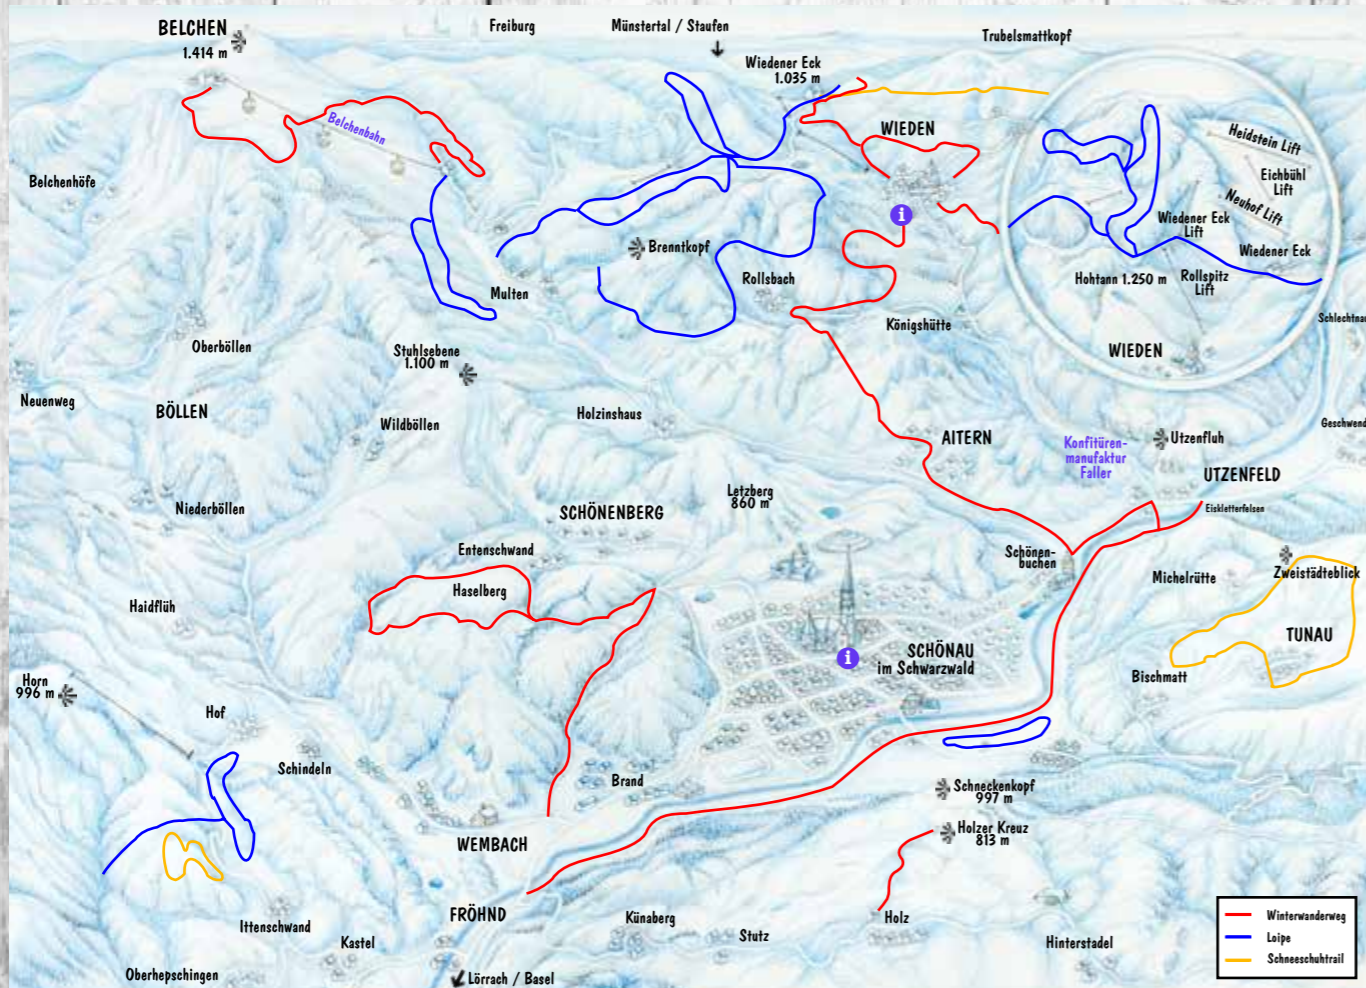 BELCHEN
1.414 m
Freiburg
Münstertal / Staufen
Trubelsmattkopf
Wiedener Eck
1.035 m
Belchenbahn
WIEDEN
Heidstein Lift
Eichbühl
Lift
Neuhof Lift
Wiedener Eck
Lift
Wiedener Eck
Hohtann 1.250 m
Rollspitz
Lift
WIEDEN
Belchenhöfe
i
Brenntkopf
Rollsbach
Multen
Königshütte
Schlechtnau
Oberböllen
Stuhlsebene
1.100 m
Neuenweg
BÖLLEN
Wildböllen
Holzinshaus
AITERN
Konfitüren-
manufaktur
Faller
Utzenfluh
Geschwend
UTZENFELD
Eiskletterfelsen
Niederböllen
SCHÖNENBERG
Letzberg
860 m
Entenschwand
Haselberg
Schönen-
buchen
Michelrütte
Zweistädteblick
TUNAU
Haidflüh
i
SCHÖNAU
im Schwarzwald
Bischmatt
Horn
996 m
Hof
Schindeln
Brand
Schneckenkopf
997 m
Holzer Kreuz
813 m
WEMBACH
FRÖHND
Ittenschwand
Kastel
Künaberg
Stutz
Holz
Hinterstadel
Oberhepschingen
Lörrach / Basel
Winterwanderweg
Loipe
Schneeschuhtrail